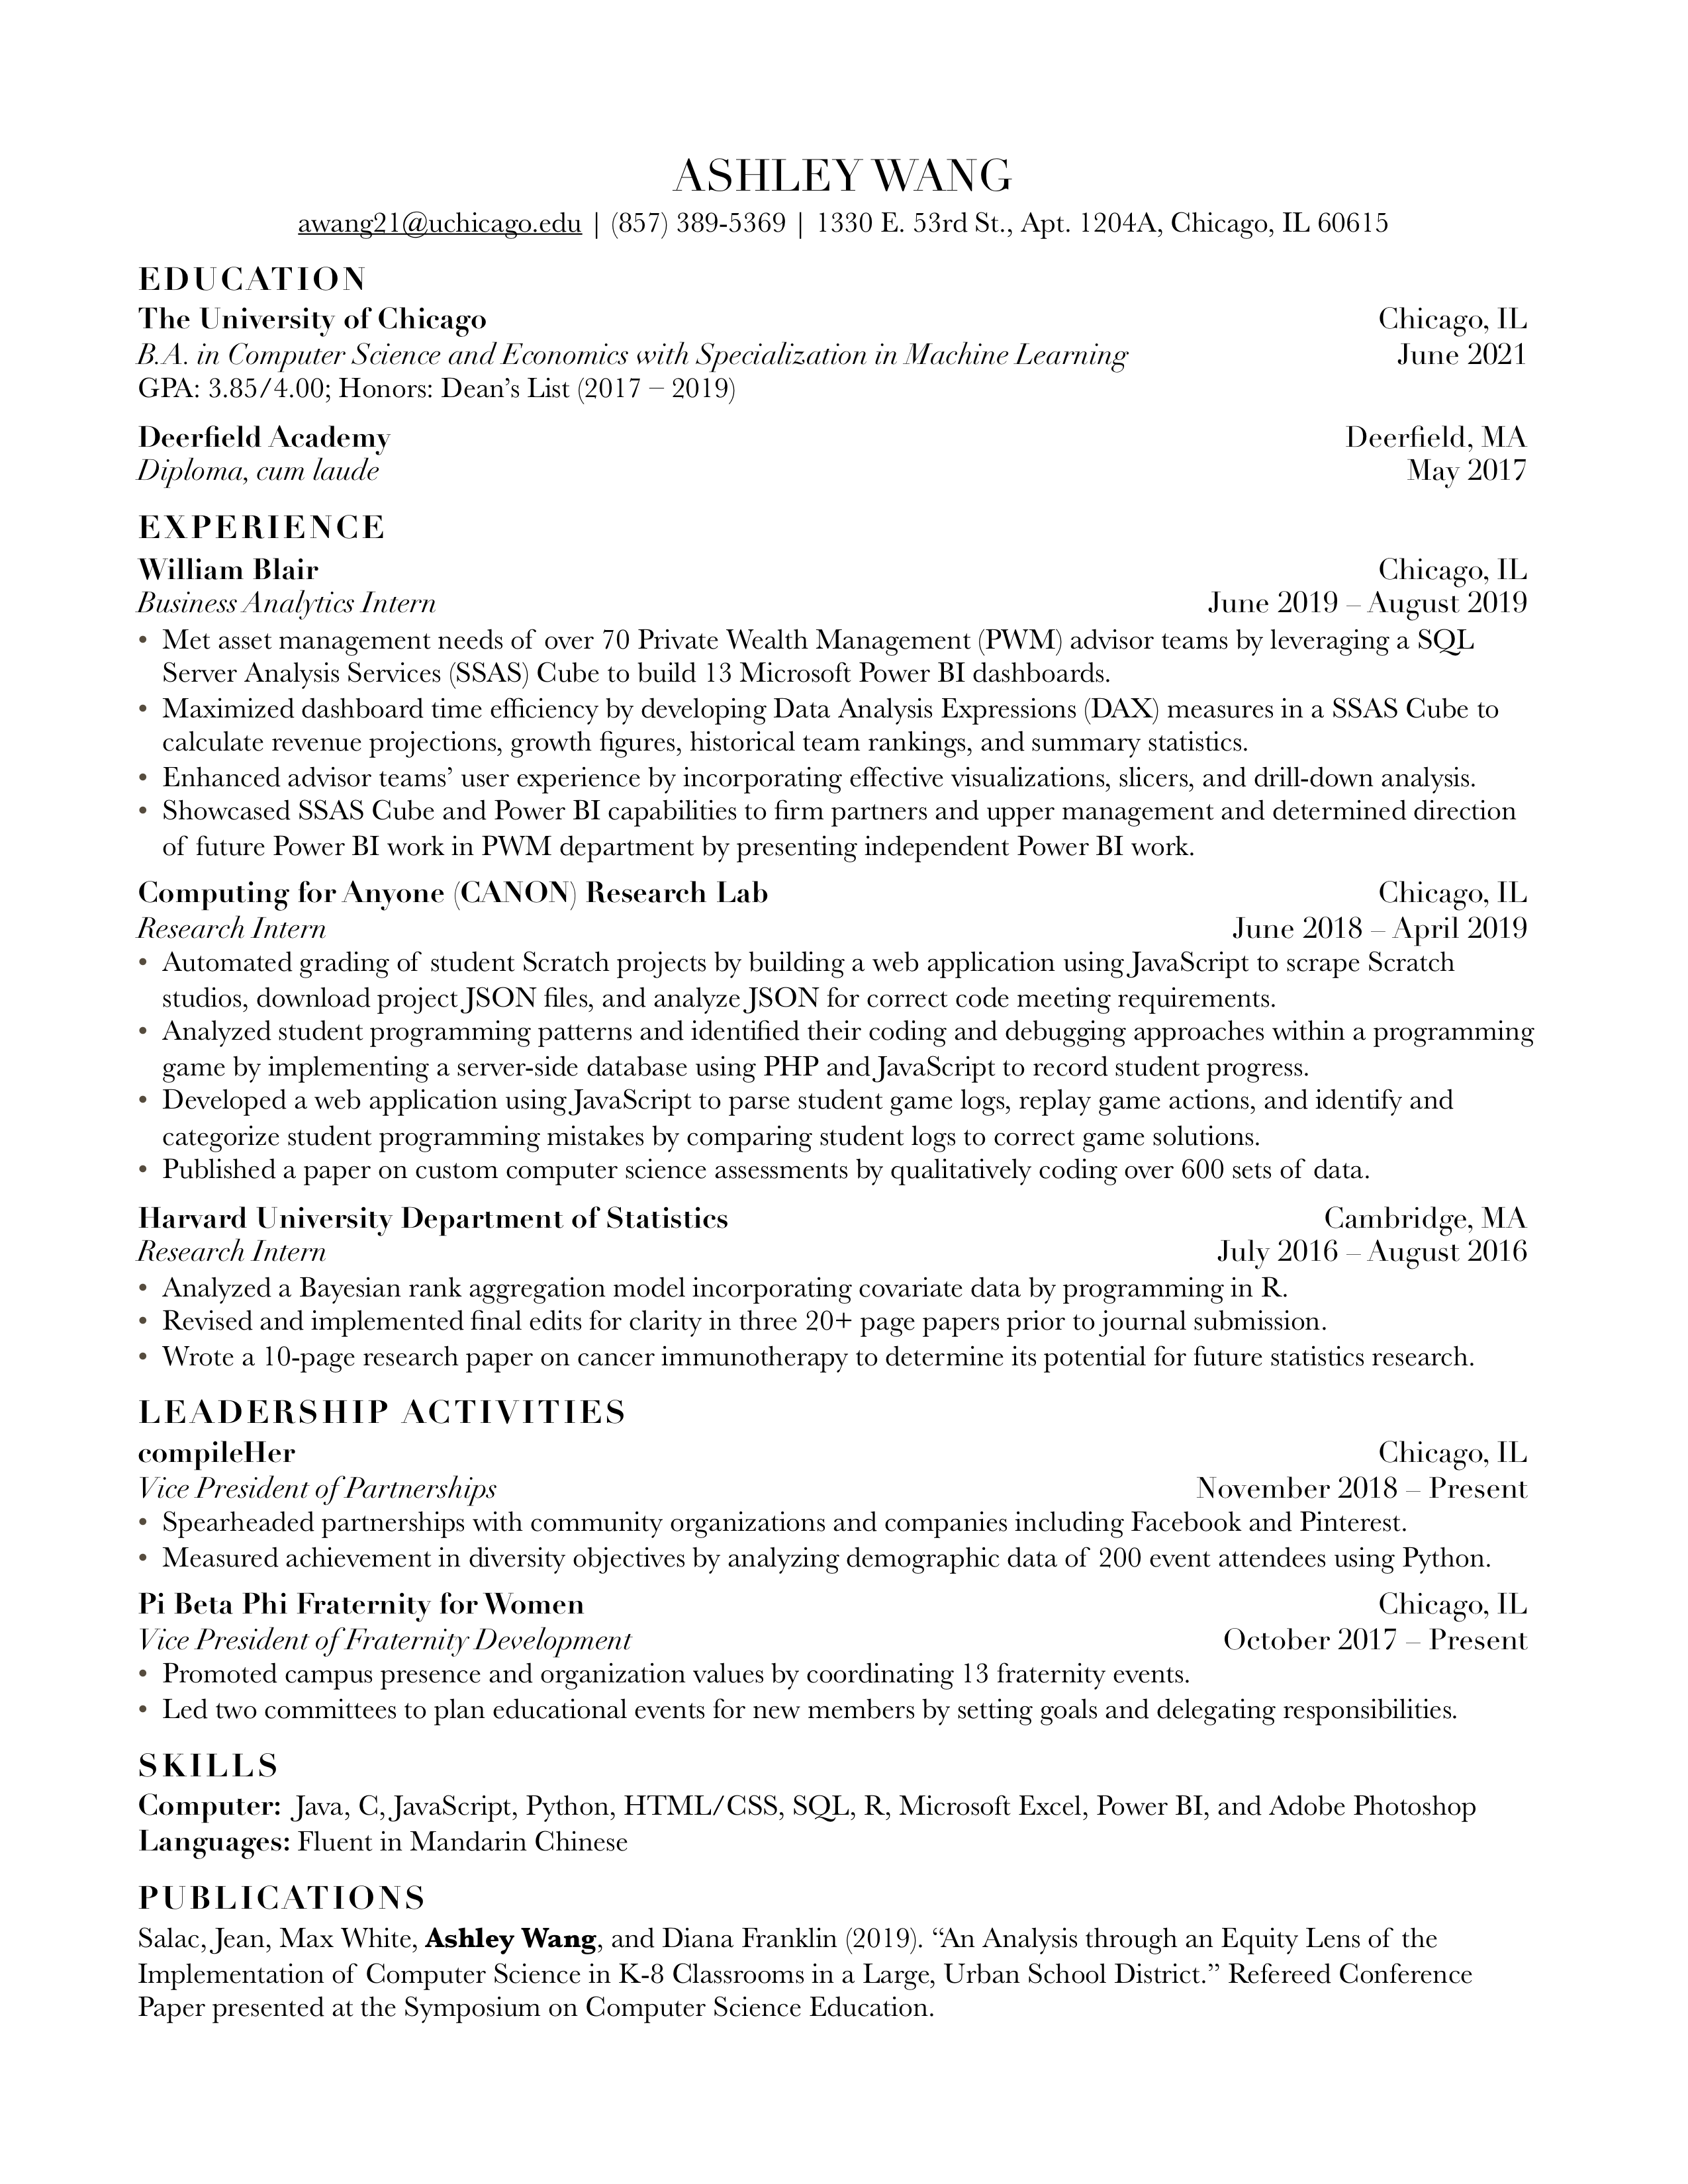 ASHLEY WANG
awang21@uchicago.edu | (857) 389-5369 | 1330 E. 53rd St., Apt. 1204A, Chicago, IL 60615
EDUCATION
The University of Chicago Chicago, IL
B.A. in Computer Science and Economics with Specialization in Machine Learning June 2021
GPA: 3.85/4.00; Honors: Dean’s List (2017 – 2019)
Deerfield Academy Deerfield, MA
Diploma, cum laude May 2017
EXPERIENCE
William Blair Chicago, IL
Business Analytics Intern June 2019 – August 2019
• Met asset management needs of over 70 Private Wealth Management (PWM) advisor teams by leveraging a SQL
Server Analysis Services (SSAS) Cube to build 13 Microsoft Power BI dashboards.
• Maximized dashboard time efficiency by developing Data Analysis Expressions (DAX) measures in a SSAS Cube to
calculate revenue projections, growth figures, historical team rankings, and summary statistics.
• Enhanced advisor teams’ user experience by incorporating effective visualizations, slicers, and drill-down analysis.
• Showcased SSAS Cube and Power BI capabilities to firm partners and upper management and determined direction
of future Power BI work in PWM department by presenting independent Power BI work.
Computing for Anyone (CANON) Research Lab Chicago, IL
Research Intern June 2018 – April 2019
• Automated grading of student Scratch projects by building a web application using JavaScript to scrape Scratch
studios, download project JSON files, and analyze JSON for correct code meeting requirements.
• Analyzed student programming patterns and identified their coding and debugging approaches within a programming
game by implementing a server-side database using PHP and JavaScript to record student progress.
• Developed a web application using JavaScript to parse student game logs, replay game actions, and identify and
categorize student programming mistakes by comparing student logs to correct game solutions.
• Published a paper on custom computer science assessments by qualitatively coding over 600 sets of data.
Harvard University Department of Statistics Cambridge, MA
Research Intern July 2016 – August 2016
• Analyzed a Bayesian rank aggregation model incorporating covariate data by programming in R.
• Revised and implemented final edits for clarity in three 20+ page papers prior to journal submission.
• Wrote a 10-page research paper on cancer immunotherapy to determine its potential for future statistics research.
LEADERSHIP ACTIVITIES
compileHer Chicago, IL
Vice President of Partnerships November 2018 – Present
• Spearheaded partnerships with community organizations and companies including Facebook and Pinterest.
• Measured achievement in diversity objectives by analyzing demographic data of 200 event attendees using Python.
Pi Beta Phi Fraternity for Women Chicago, IL
Vice President of Fraternity Development October 2017 – Present
• Promoted campus presence and organization values by coordinating 13 fraternity events.
• Led two committees to plan educational events for new members by setting goals and delegating responsibilities.
SKILLS
Computer: Java, C, JavaScript, Python, HTML/CSS, SQL, R, Microsoft Excel, Power BI, and Adobe Photoshop
Languages: Fluent in Mandarin Chinese
PUBLICATIONS
Salac, Jean, Max White, Ashley Wang, and Diana Franklin (2019). “An Analysis through an Equity Lens of the
Implementation of Computer Science in K-8 Classrooms in a Large, Urban School District.” Refereed Conference
Paper presented at the Symposium on Computer Science Education.